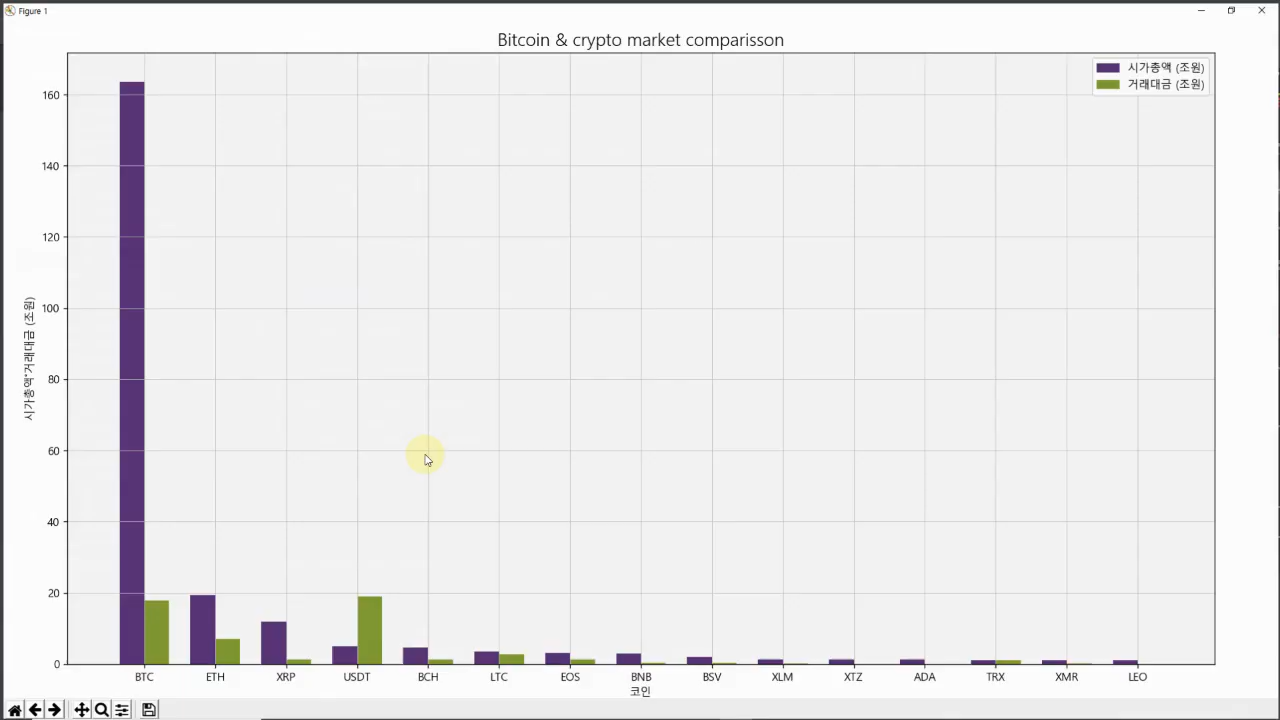 Figure 1
Bitcoin & crypto market comparisson
시가총액 (조원)
거래대금 (조원)
160
140
120
100
80
60
40
20
0
시가총액*거래대금 (조원)
BTC ETH XRP USDT BCH LTC EOS BNB BSV XLM XTZ ADA TRX XMR LEO
코인